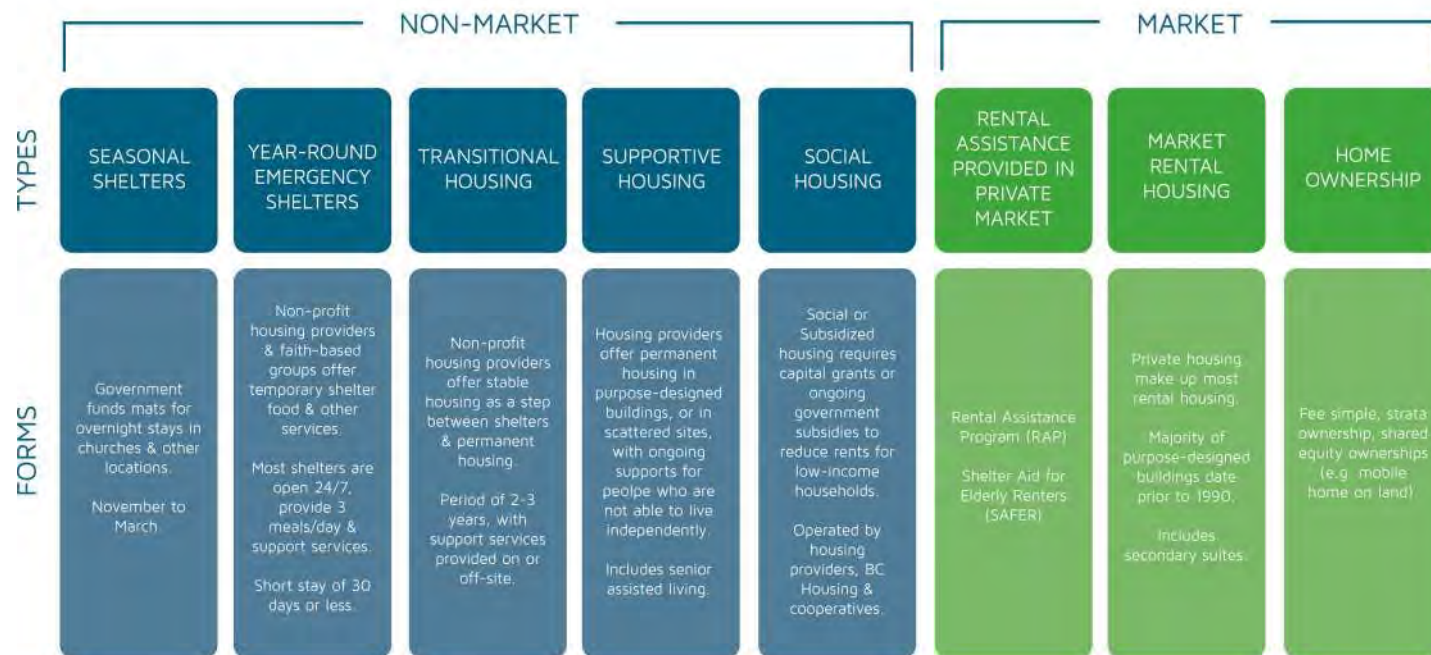 NON-MARKET
MARKET
TYPES
SEASONAL
SHELTERS
YEAR-ROUND
EMERGENCY
SHELTERS
TRANSITIONAL
HOUSING
SUPPORTIVE
HOUSING
SOCIAL
HOUSING
RENTAL
ASSISTANCE
PROVIDED IN
PRIVATE
MARKET
MARKET
RENTAL
HOUSING
HOME
OWNERSHIP
FORMS
Government
funds mats for
overnight stays in
churches & other
locations.
November to
March
Non-profit
housing providers
& faith-based
groups offer
temporary shelter
food & other
services.
Most shelters are
open 24/7,
provide 3
meals/day &
support services.
Short stay of 30
days or less.
Non-profit
housing providers
offer stable
housing as a step
between shelters
& permanent
housing.
Period of 2-3
years, with
support services
provided on or
off-site.
Housing providers
offer permanent
housing in
purpose-designed
buildings, or in
scattered sites,
with ongoing
supports for
peolpe who are
not able to live
independently.
Includes senior
assisted living.
Social or
Subsidized
housing requires
capital grants or
ongoing
government
subsidies to
reduce rents for
low-income
households.
Operated by
housing
providers, BC
Housing &
cooperatives.
Rental Assistance
Program (RAP)
Shelter Aid for
Elderly Renters
(SAFER)
Private housing
make up most
rental housing.
Majority of
purpose-designed
buildings date
prior to 1990.
Includes
secondary suites.
Fee simple, strata
ownership, shared
equity ownerships
(e.g. mobile
home on land)